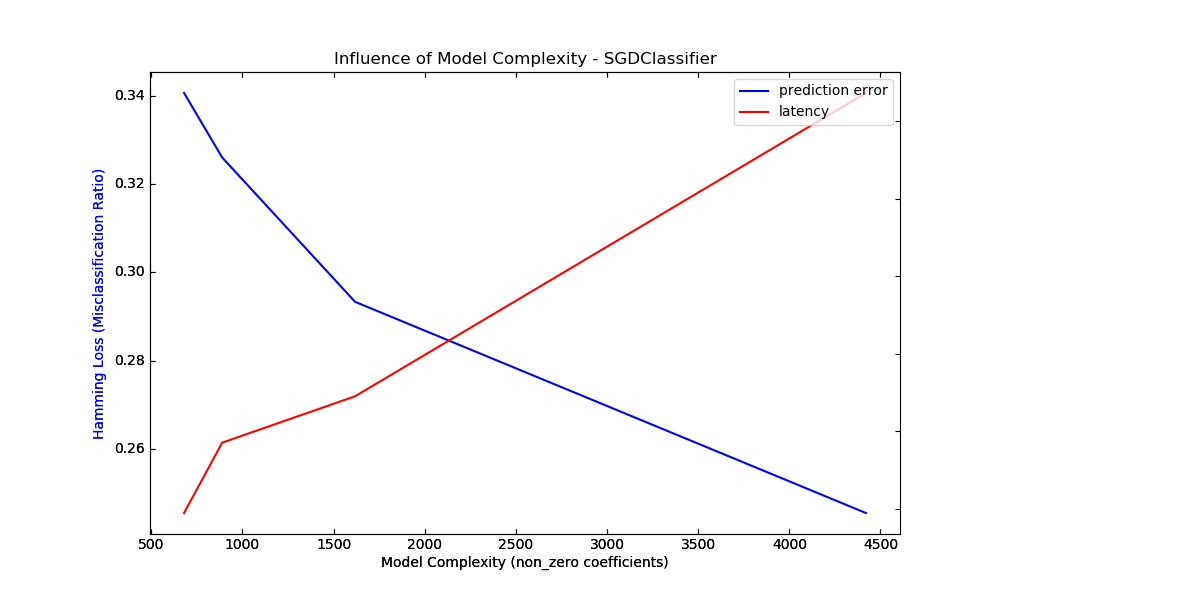 Influence of Model Complexity - SGDClassifier
prediction error
latency
0.34
0.32
0.30
0.28
0.26
Hamming Loss (Misclassification Ratio)
500 1000 1500 2000 2500 3000 3500 4000 4500
Model Complexity (non_zero coefficients)